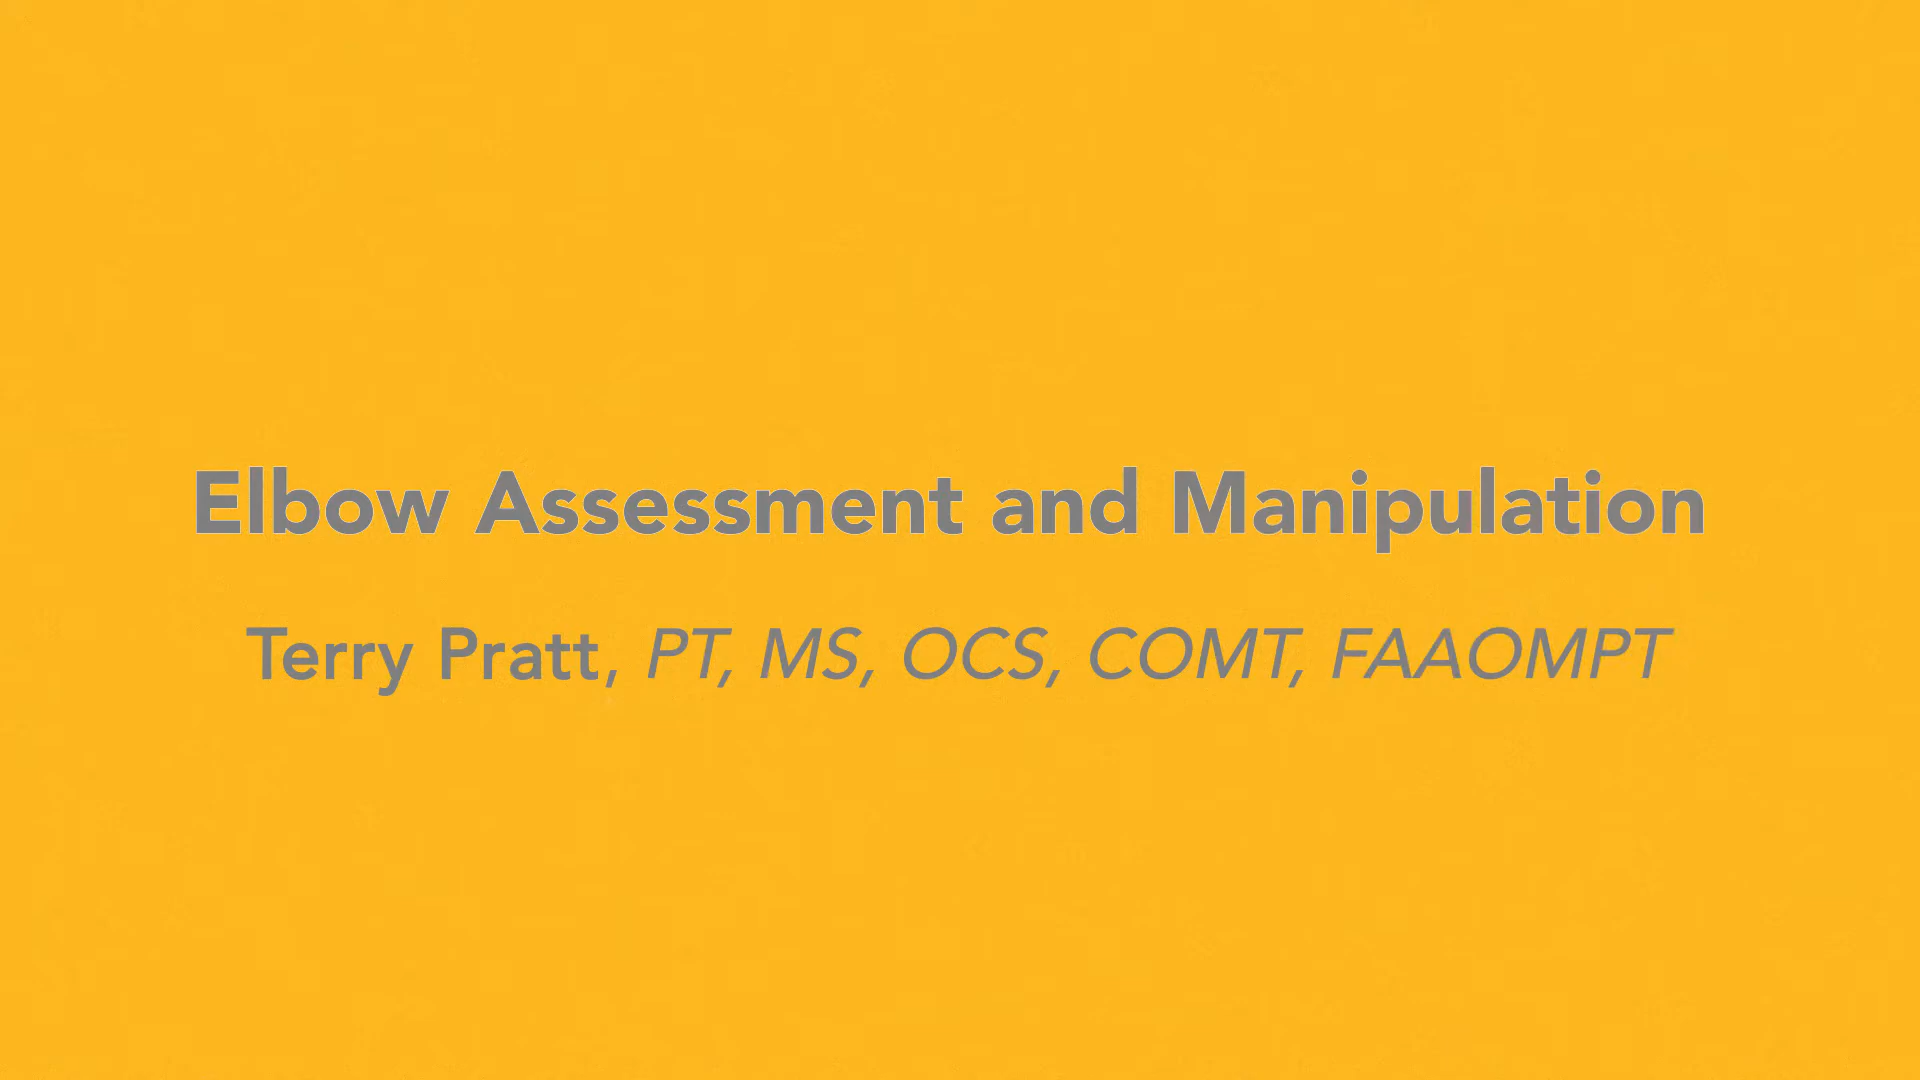 Elbow Assessment and Manipulation
Terry Pratt, PT, MS, OCS, COMT, FAAOMPT